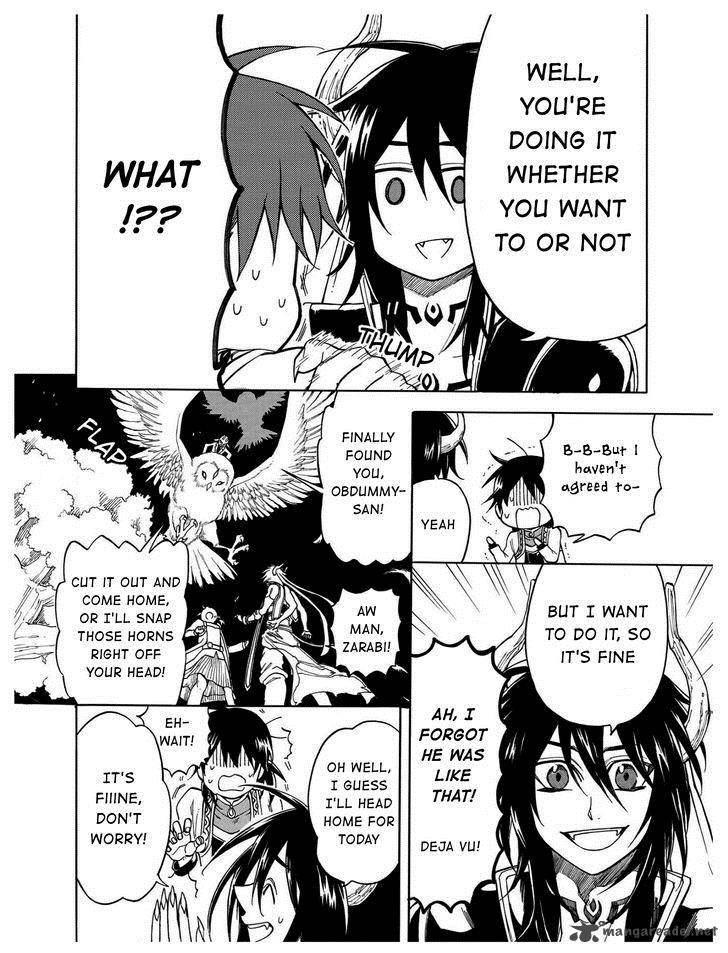 WELL,
YOU'RE
DOING IT
WHETHER
YOU WANT
TO OR NOT
WHAT
!??
THUMP
B-B-But I
haven't
agreed to-
YEAH
FLAP
FINALLY
FOUND
YOU,
OBDUMMY-
SAN!
AW
MAN,
ZARABI!
CUT IT OUT AND
COME HOME,
OR I'LL SNAP
THOSE HORNS
RIGHT OFF
YOUR HEAD!
BUT I WANT
TO DO IT, SO
IT'S FINE
AH, I
FORGOT
HE WAS
LIKE
THAT!
DEJA VU!
OH WELL,
I GUESS
I'LL HEAD
HOME FOR
TODAY
EH-
WAIT!
IT'S
FIIINE,
DON'T
WORRY!
mangareader.net